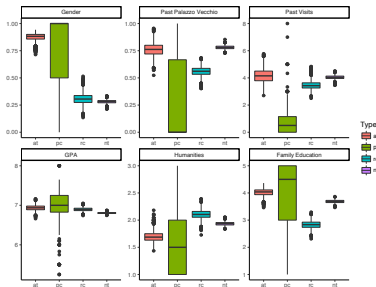 Gender
Past Palazzo Vecchio
Past Visits
1.00
0.75
0.50
0.25
0.00
at pc rc nt
1.00
0.75
0.50
0.25
0.00
at pc rc nt
8
6
4
2
0
at pc rc nt
Type
GPA
Humanities
Family Education
8
7
6
at pc rc nt
3.0
2.5
2.0
1.5
1.0
at pc rc nt
5
4
3
2
1
at pc rc nt